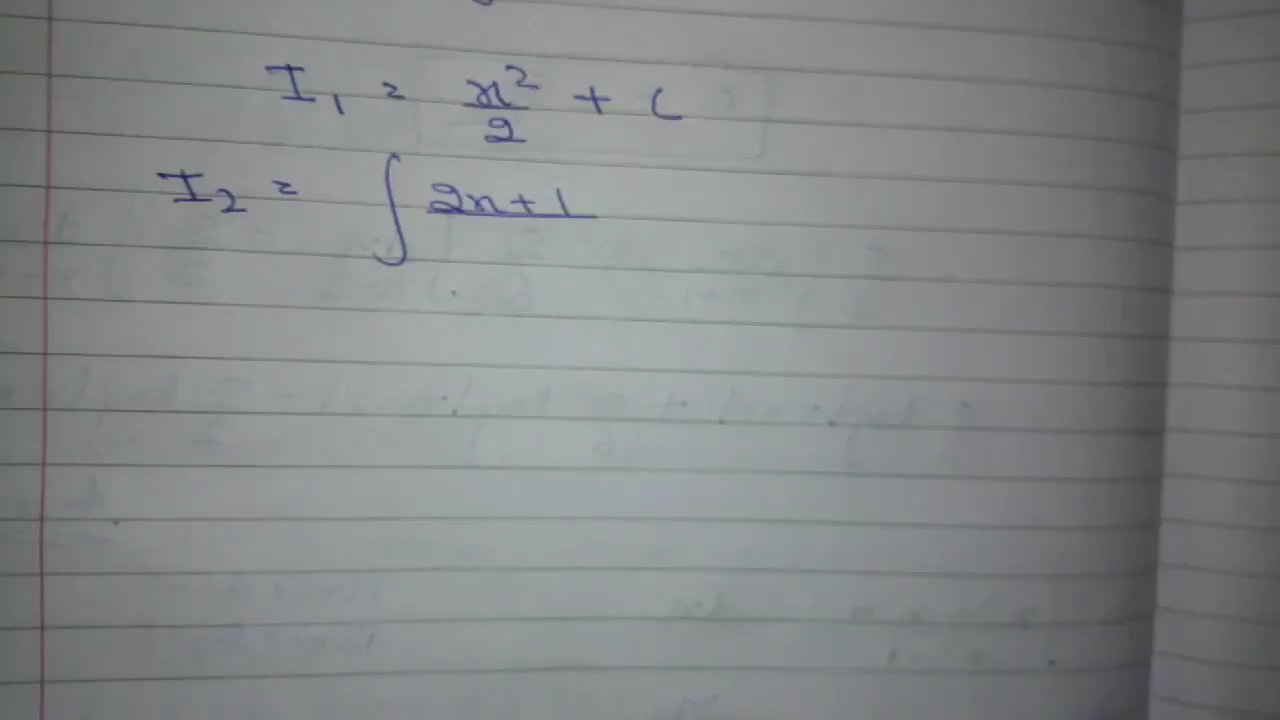 I₁ = x²/2 + C
I₂ = ∫ 2x+1